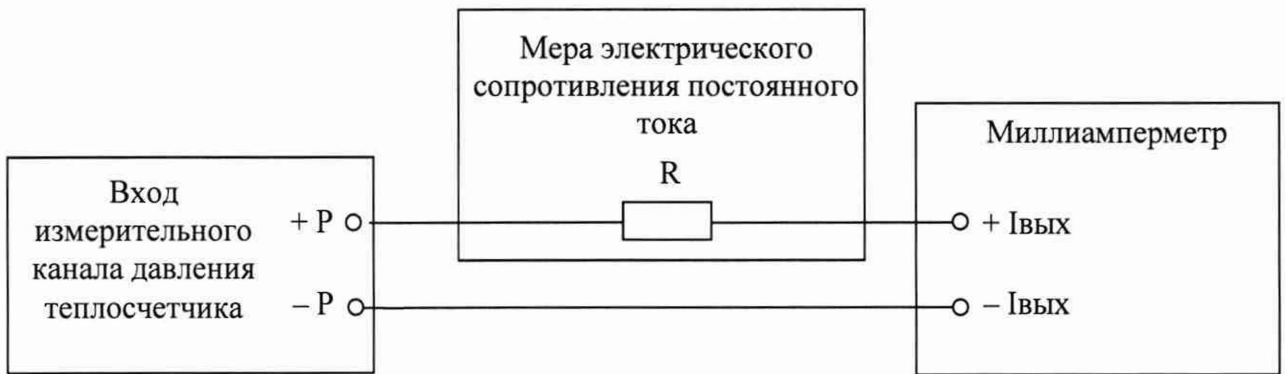 Мера электрического
сопротивления постоянного
тока
R
Миллиамперметр
Вход
измерительного
канала давления
теплосчетчика
+ P
– P
+ Iвых
– Iвых